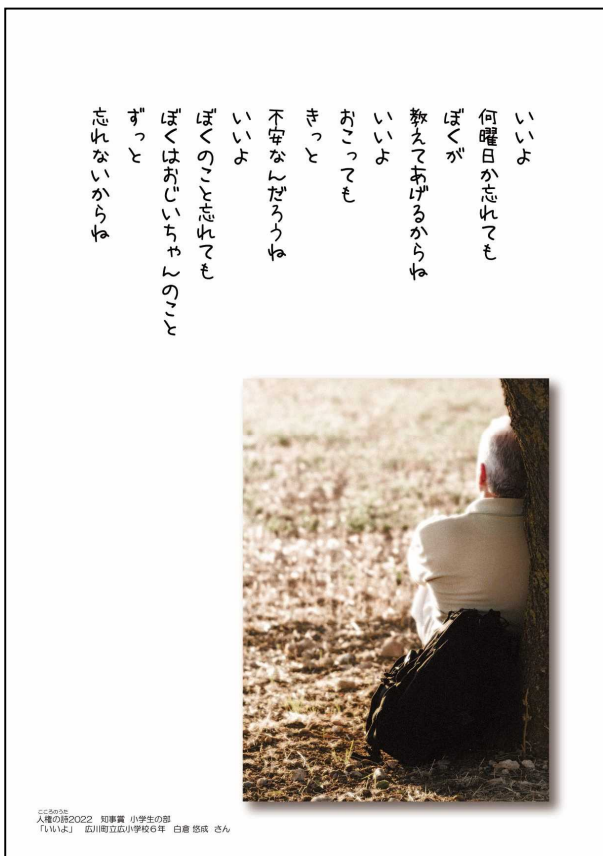 いいよ
何曜日か忘れても
ぼくが
教えてあげるからね
いいよ
おこっても
きっと
不安なんだろうね
いいよ
ぼくのこと忘れても
ぼくはおじいちゃんのこと
ずっと
忘れないからね
こころのうた
人権の詩2022 知事賞 小学生の部
「いいよ」 広川町立広小学校6年 白倉 悠成 さん